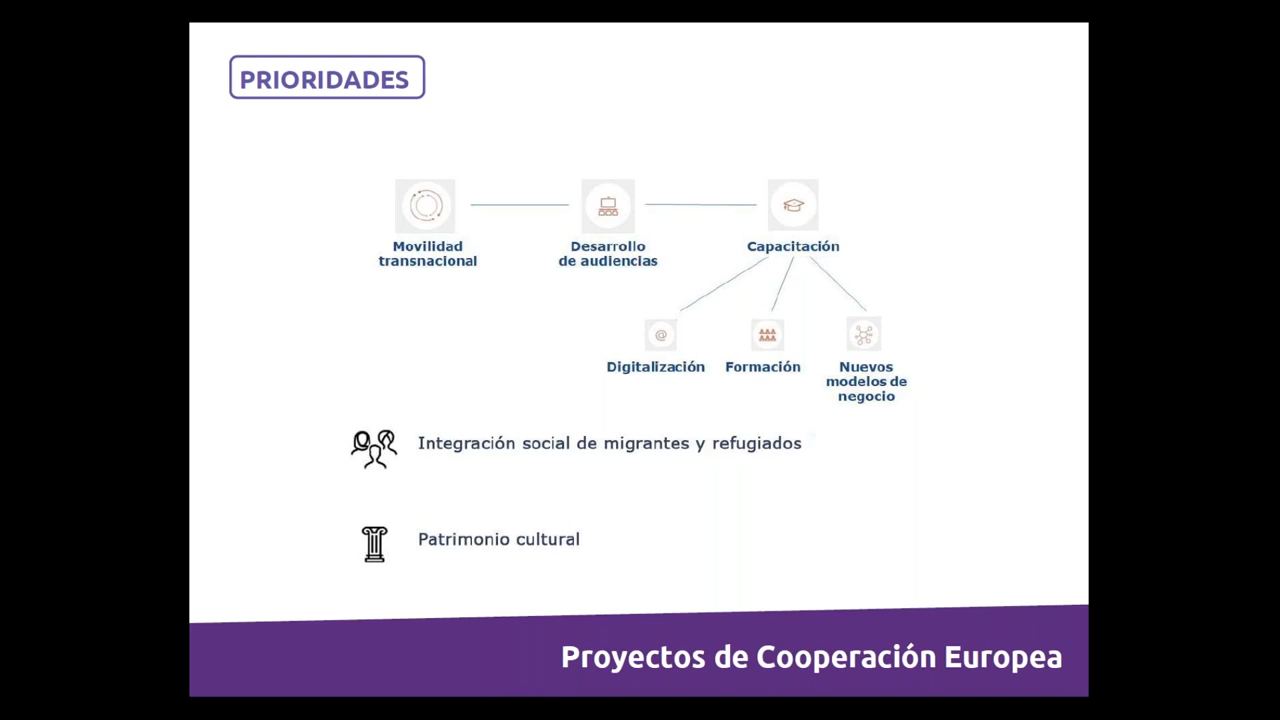 PRIORIDADES
Movilidad
transnacional
Desarrollo
de audiencias
Capacitación
@
Digitalización
Formación
Nuevos
modelos de
negocio
Integración social de migrantes y refugiados
Patrimonio cultural
Proyectos de Cooperación Europea